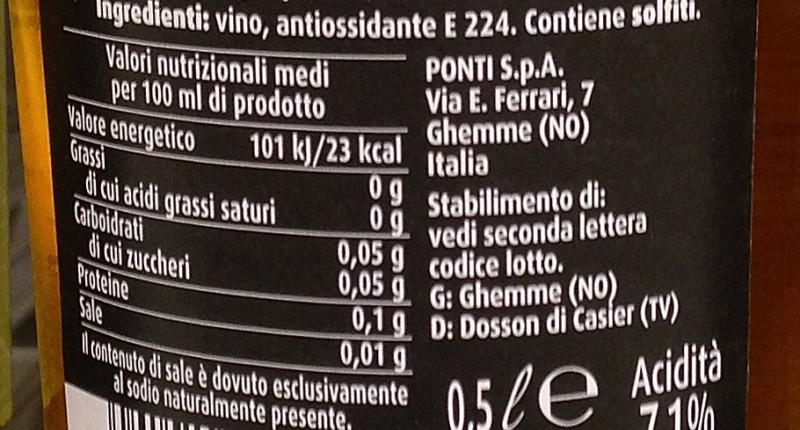 Ingredienti: vino, antiossidante E 224. Contiene solfiti.
Valori nutrizionali medi
per 100 ml di prodotto
Valore energetico 101 kJ/23 kcal
Grassi 0 g
di cui acidi grassi saturi 0 g
Carboidrati 0,05 g
di cui zuccheri 0,05 g
Proteine 0,1 g
Sale 0,01 g
Il contenuto di sale è dovuto esclusivamente
al sodio naturalmente presente.
PONTI S.p.A.
Via E. Ferrari, 7
Ghemme (NO)
Italia
Stabilimento di:
vedi seconda lettera
codice lotto.
G: Ghemme (NO)
D: Dosson di Casier (TV)
0,5 ℓ e
Acidità
7,1%